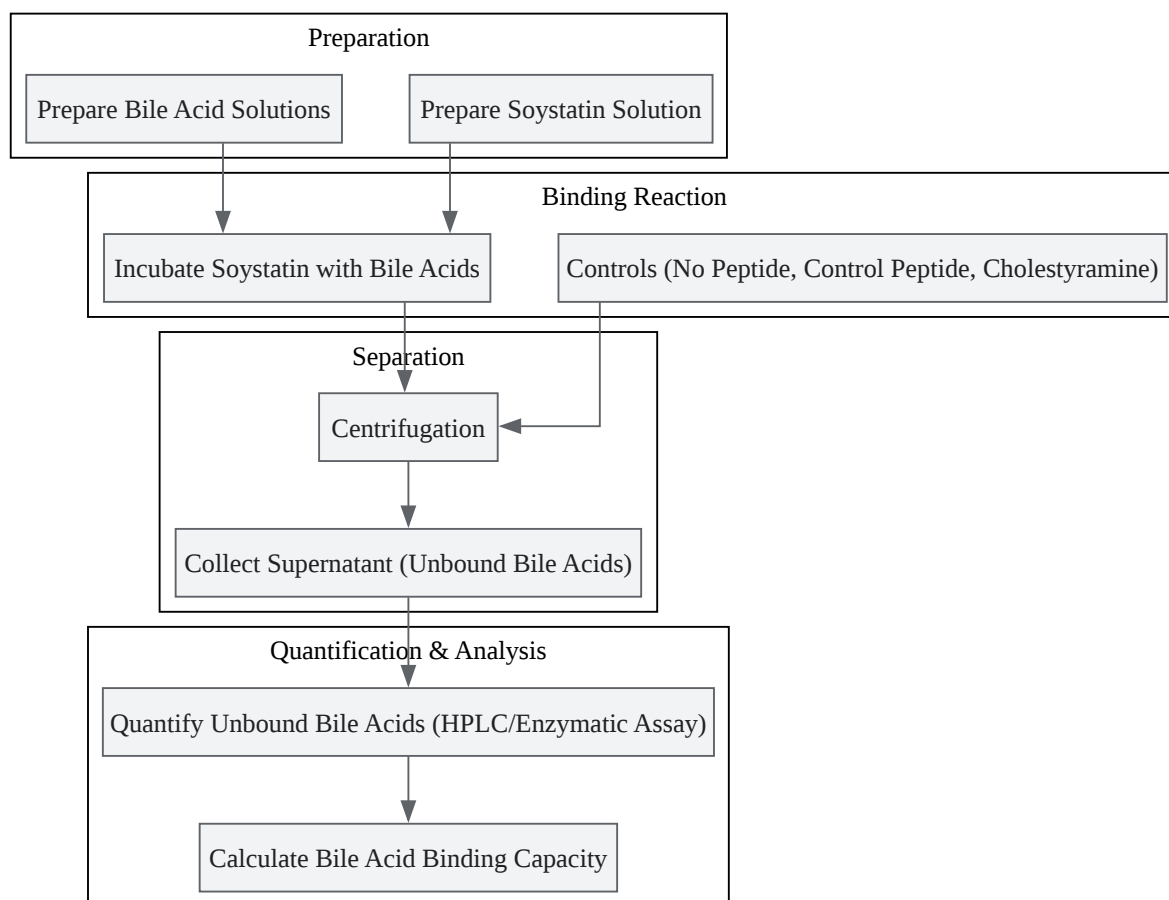 Preparation
Prepare Bile Acid Solutions
Prepare Soystatin Solution
Binding Reaction
Incubate Soystatin with Bile Acids
Controls (No Peptide, Control Peptide, Cholestyramine)
Separation
Centrifugation
Collect Supernatant (Unbound Bile Acids)
Quantification & Analysis
Quantify Unbound Bile Acids (HPLC/Enzymatic Assay)
Calculate Bile Acid Binding Capacity